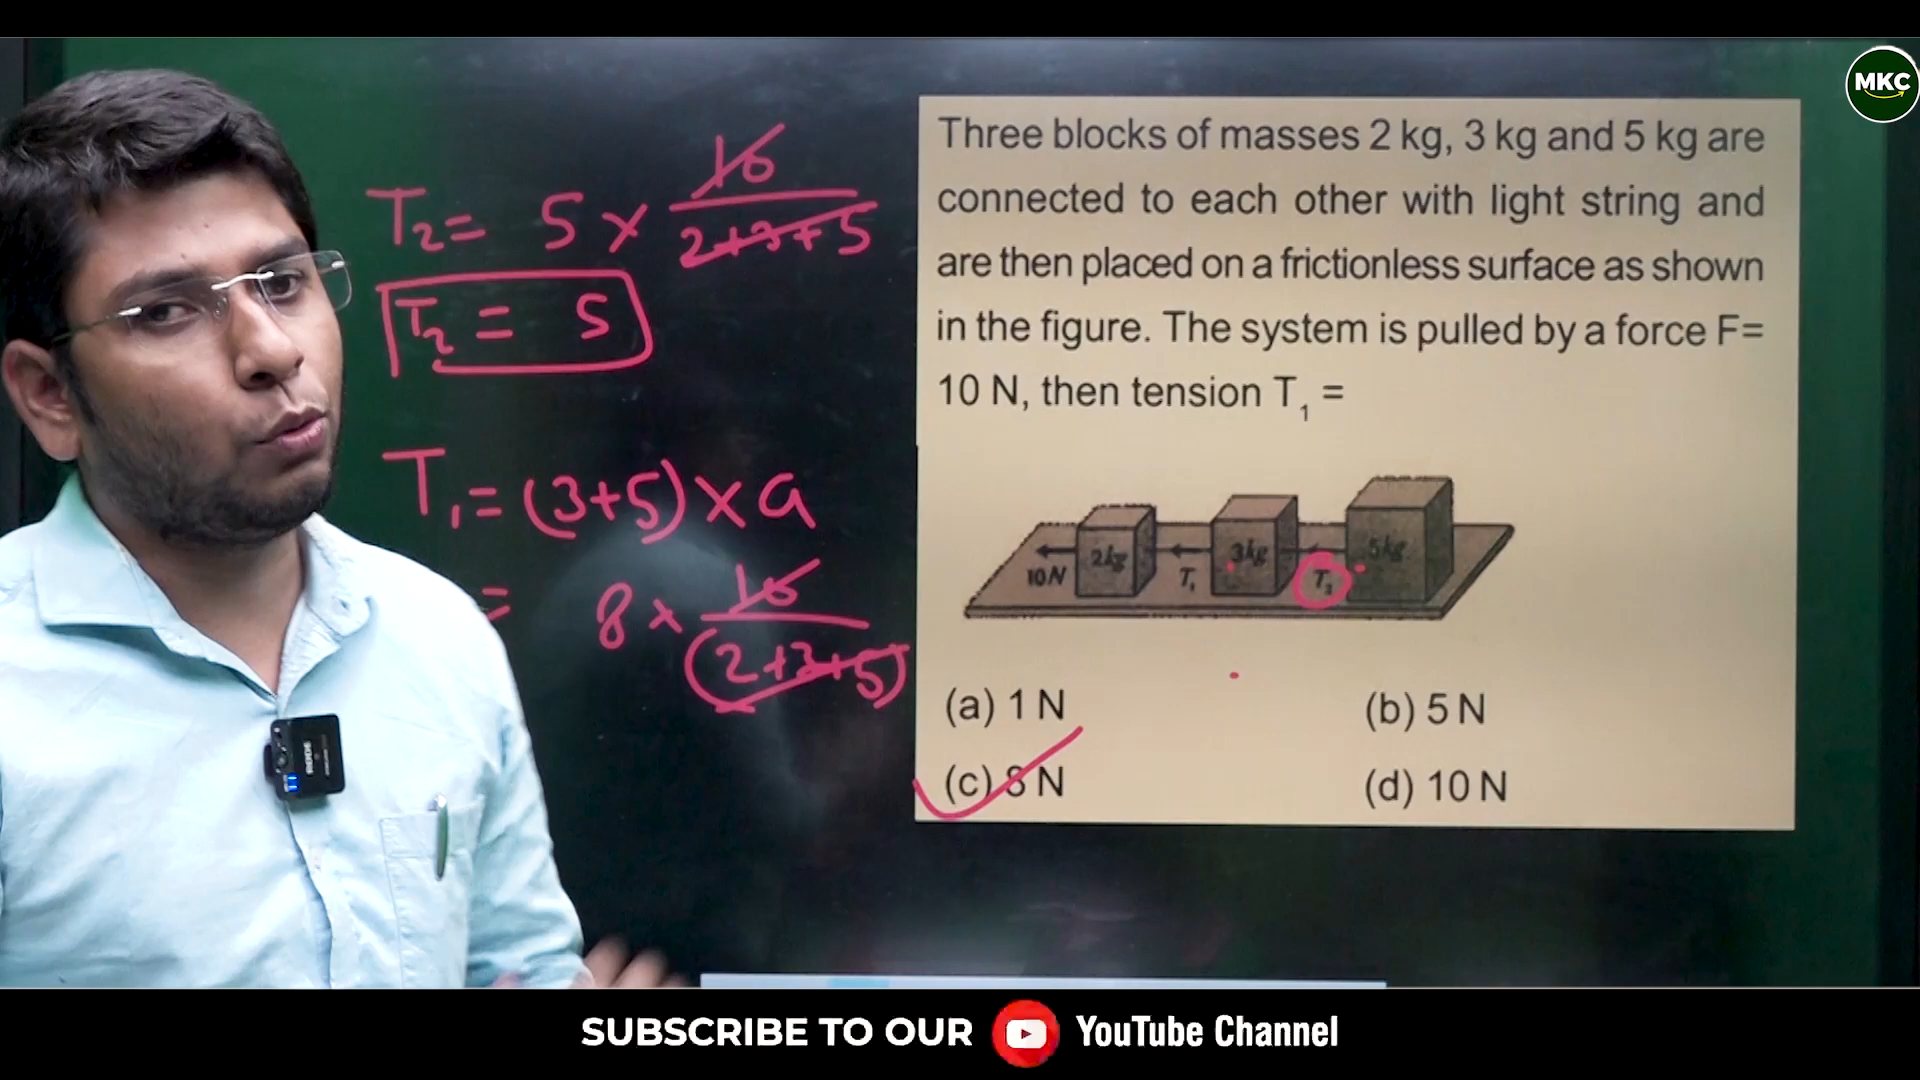 MKC
T2 = 5 × 10
2+3+5
T2 = 5
T1 = (3+5) × a
= 8 × 10
(2+3+5)
Three blocks of masses 2 kg, 3 kg and 5 kg are
connected to each other with light string and
are then placed on a frictionless surface as shown
in the figure. The system is pulled by a force F=
10 N, then tension T1 =
10N 2kg T1 3kg T2 5kg
(a) 1 N (b) 5 N
(c) 8 N (d) 10 N
RODE
SUBSCRIBE TO OUR YouTube Channel